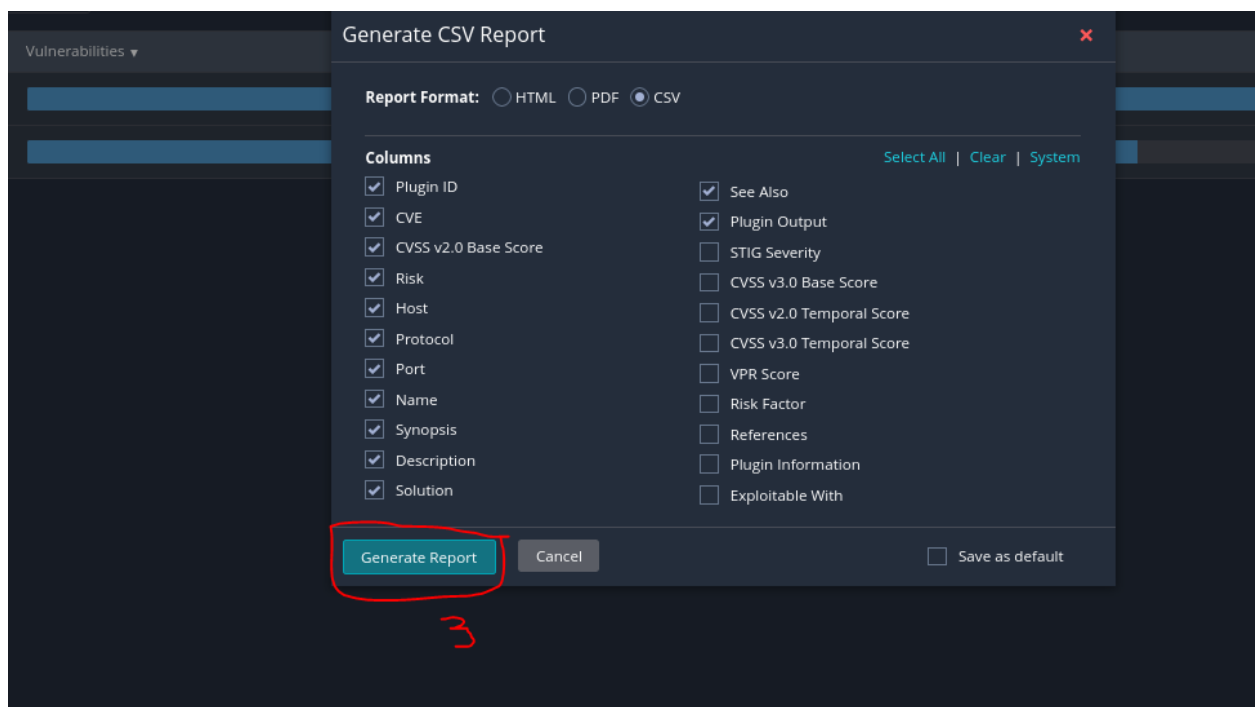 Generate CSV Report
Vulnerabilities
Report Format: HTML PDF CSV
Columns
Select All | Clear | System
Plugin ID
CVE
CVSS v2.0 Base Score
Risk
Host
Protocol
Port
Name
Synopsis
Description
Solution
See Also
Plugin Output
STIG Severity
CVSS v3.0 Base Score
CVSS v2.0 Temporal Score
CVSS v3.0 Temporal Score
VPR Score
Risk Factor
References
Plugin Information
Exploitable With
Generate Report
Cancel
Save as default
3